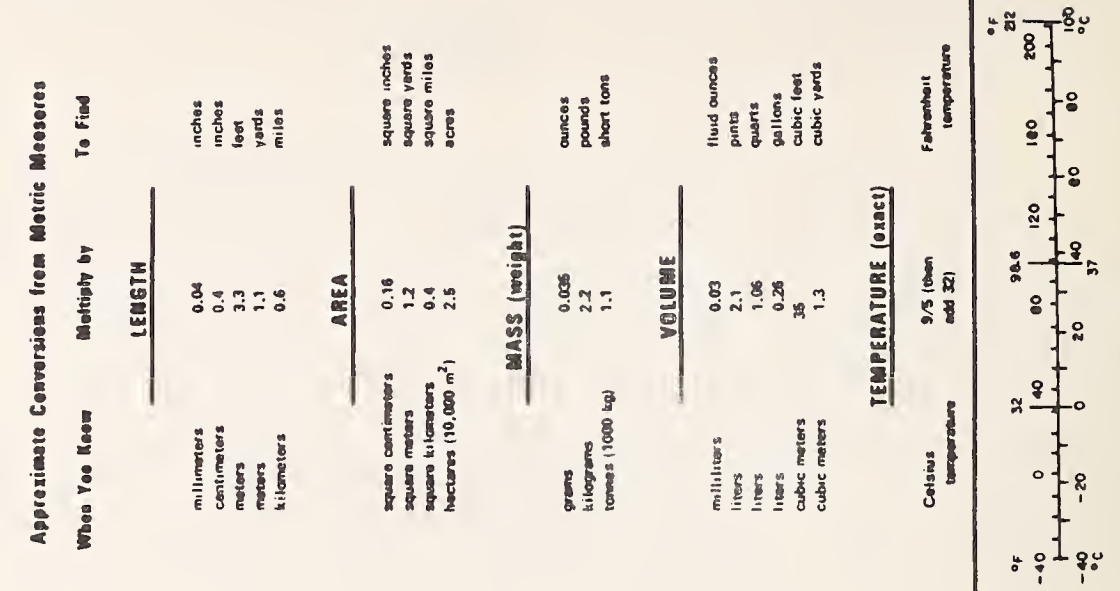 Approximate Conversions from Metric Measures
When You Know Multiply by To Find
LENGTH
millimeters 0.04 inches
centimeters 0.4 inches
meters 3.3 feet
meters 1.1 yards
kilometers 0.6 miles
AREA
square centimeters 0.16 square inches
square meters 1.2 square yards
square kilometers 0.4 square miles
hectares (10,000 m²) 2.5 acres
MASS (weight)
grams 0.035 ounces
kilograms 2.2 pounds
tonnes (1000 kg) 1.1 short tons
VOLUME
milliliters 0.03 fluid ounces
liters 2.1 pints
liters 1.06 quarts
liters 0.26 gallons
cubic meters 35 cubic feet
cubic meters 1.3 cubic yards
TEMPERATURE (exact)
Celsius 9/5 (then Fahrenheit
temperature add 32) temperature
°F 32 98.6 °F 212
-40 0 40 80 120 160 200
-40 -20 0 20 40 60 80 100
°C 37 °C